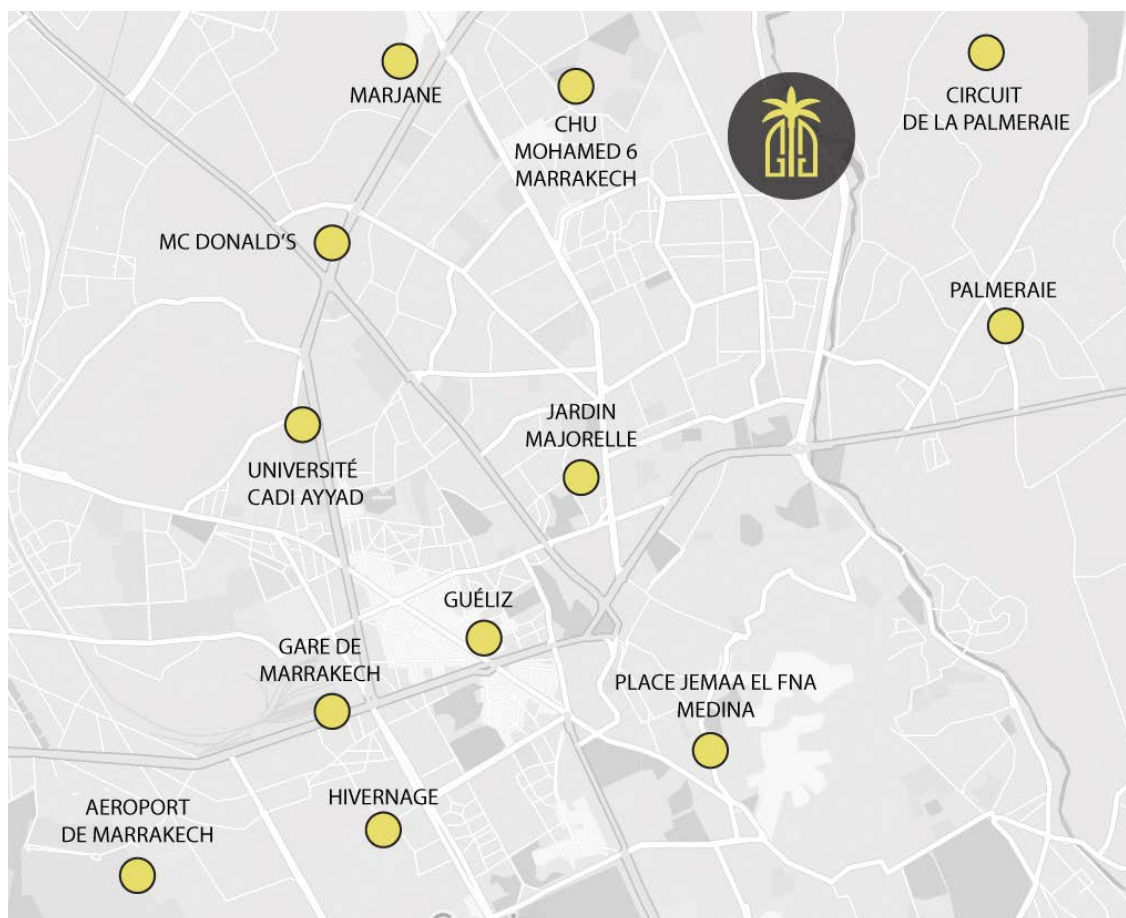 MARJANE
CHU
MOHAMED 6
MARRAKECH
CIRCUIT
DE LA PALMERAIE
MC DONALD'S
PALMERAIE
JARDIN
MAJORELLE
UNIVERSITÉ
CADI AYYAD
GUÉLIZ
GARE DE
MARRAKECH
PLACE JEMAA EL FNA
MEDINA
HIVERNAGE
AEROPORT
DE MARRAKECH